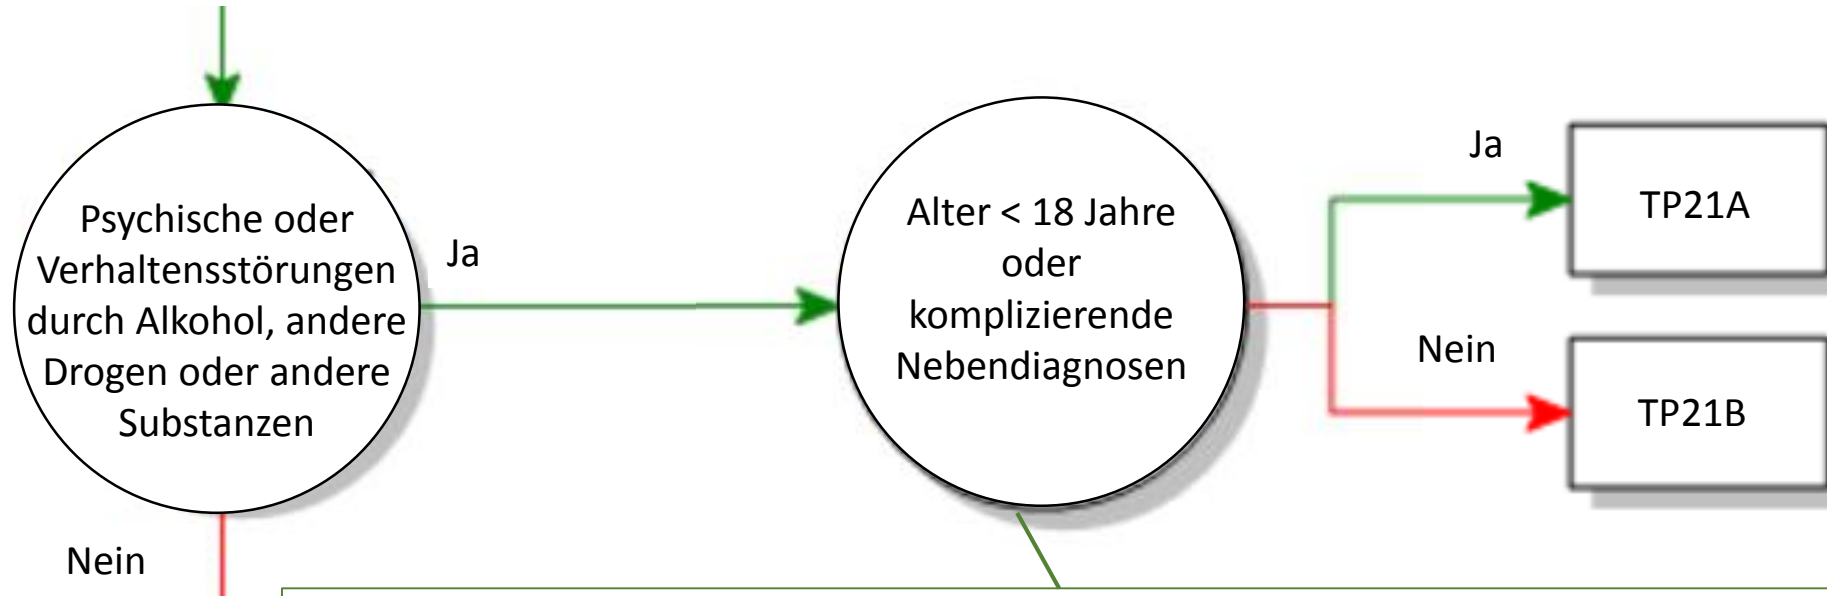 Psychische oder
Verhaltensstörungen
durch Alkohol, andere
Drogen oder andere
Substanzen
Ja
Nein
Alter < 18 Jahre
oder
komplizierende
Nebendiagnosen
Ja
TP21A
Nein
TP21B